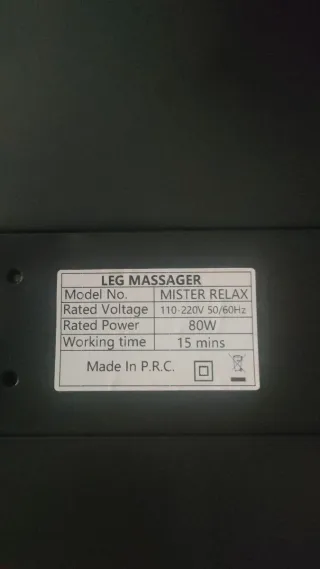 LEG MASSAGER
Model No. MISTER RELAX
Rated Voltage 110-220V 50/60Hz
Rated Power 80W
Working time 15 mins
Made In P.R.C.